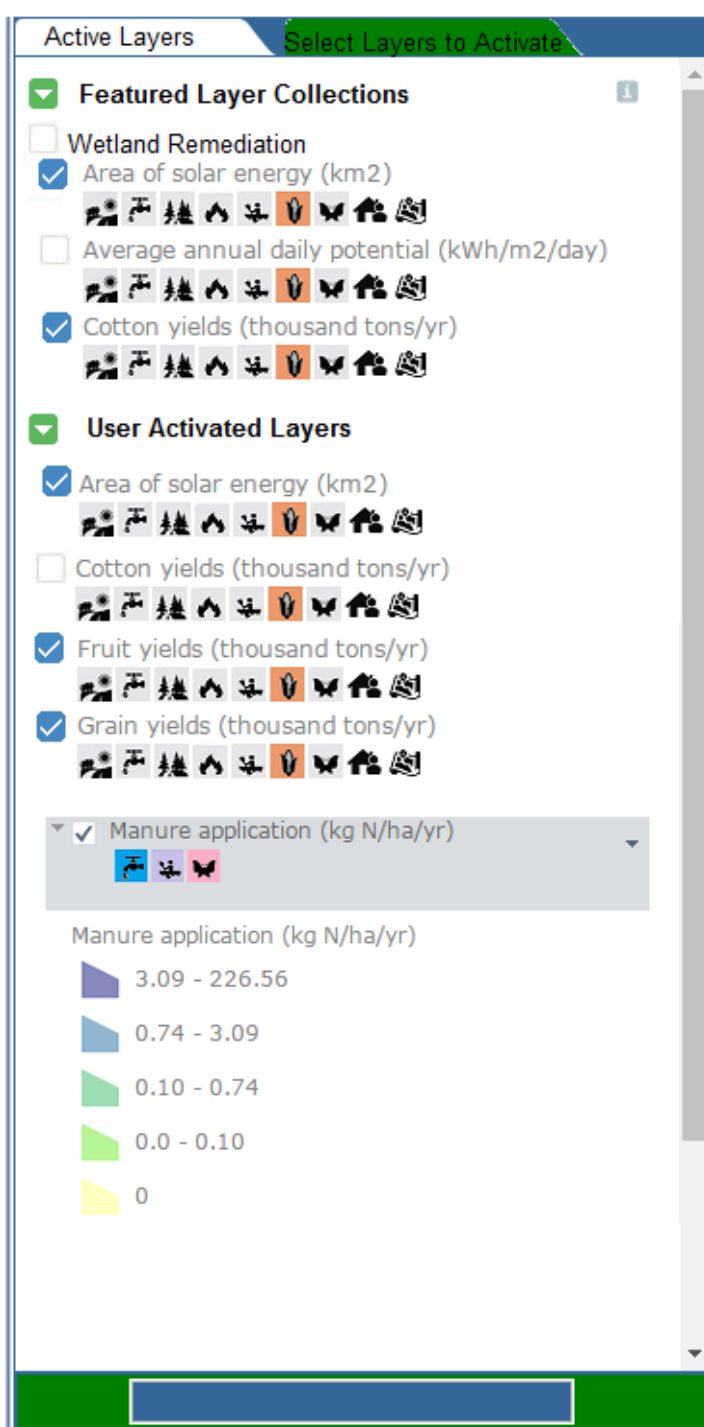 Active Layers
Select Layers to Activate
Featured Layer Collections
i
Wetland Remediation
Area of solar energy (km2)
Average annual daily potential (kWh/m2/day)
Cotton yields (thousand tons/yr)
User Activated Layers
Area of solar energy (km2)
Cotton yields (thousand tons/yr)
Fruit yields (thousand tons/yr)
Grain yields (thousand tons/yr)
Manure application (kg N/ha/yr)
Manure application (kg N/ha/yr)
3.09 - 226.56
0.74 - 3.09
0.10 - 0.74
0.0 - 0.10
0